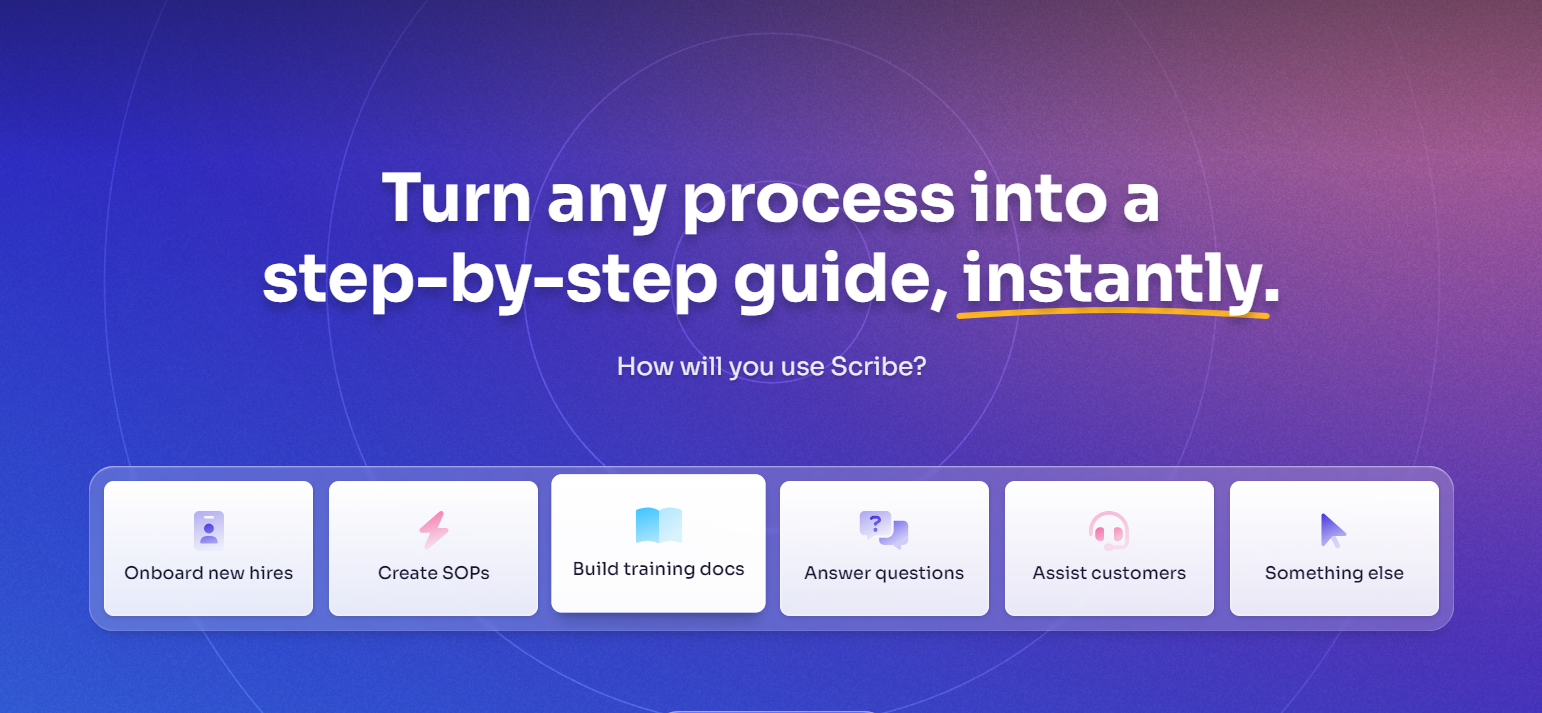 Turn any process into a
step-by-step guide, instantly.
How will you use Scribe?
Onboard new hires
Create SOPs
Build training docs
?
Answer questions
Assist customers
Something else